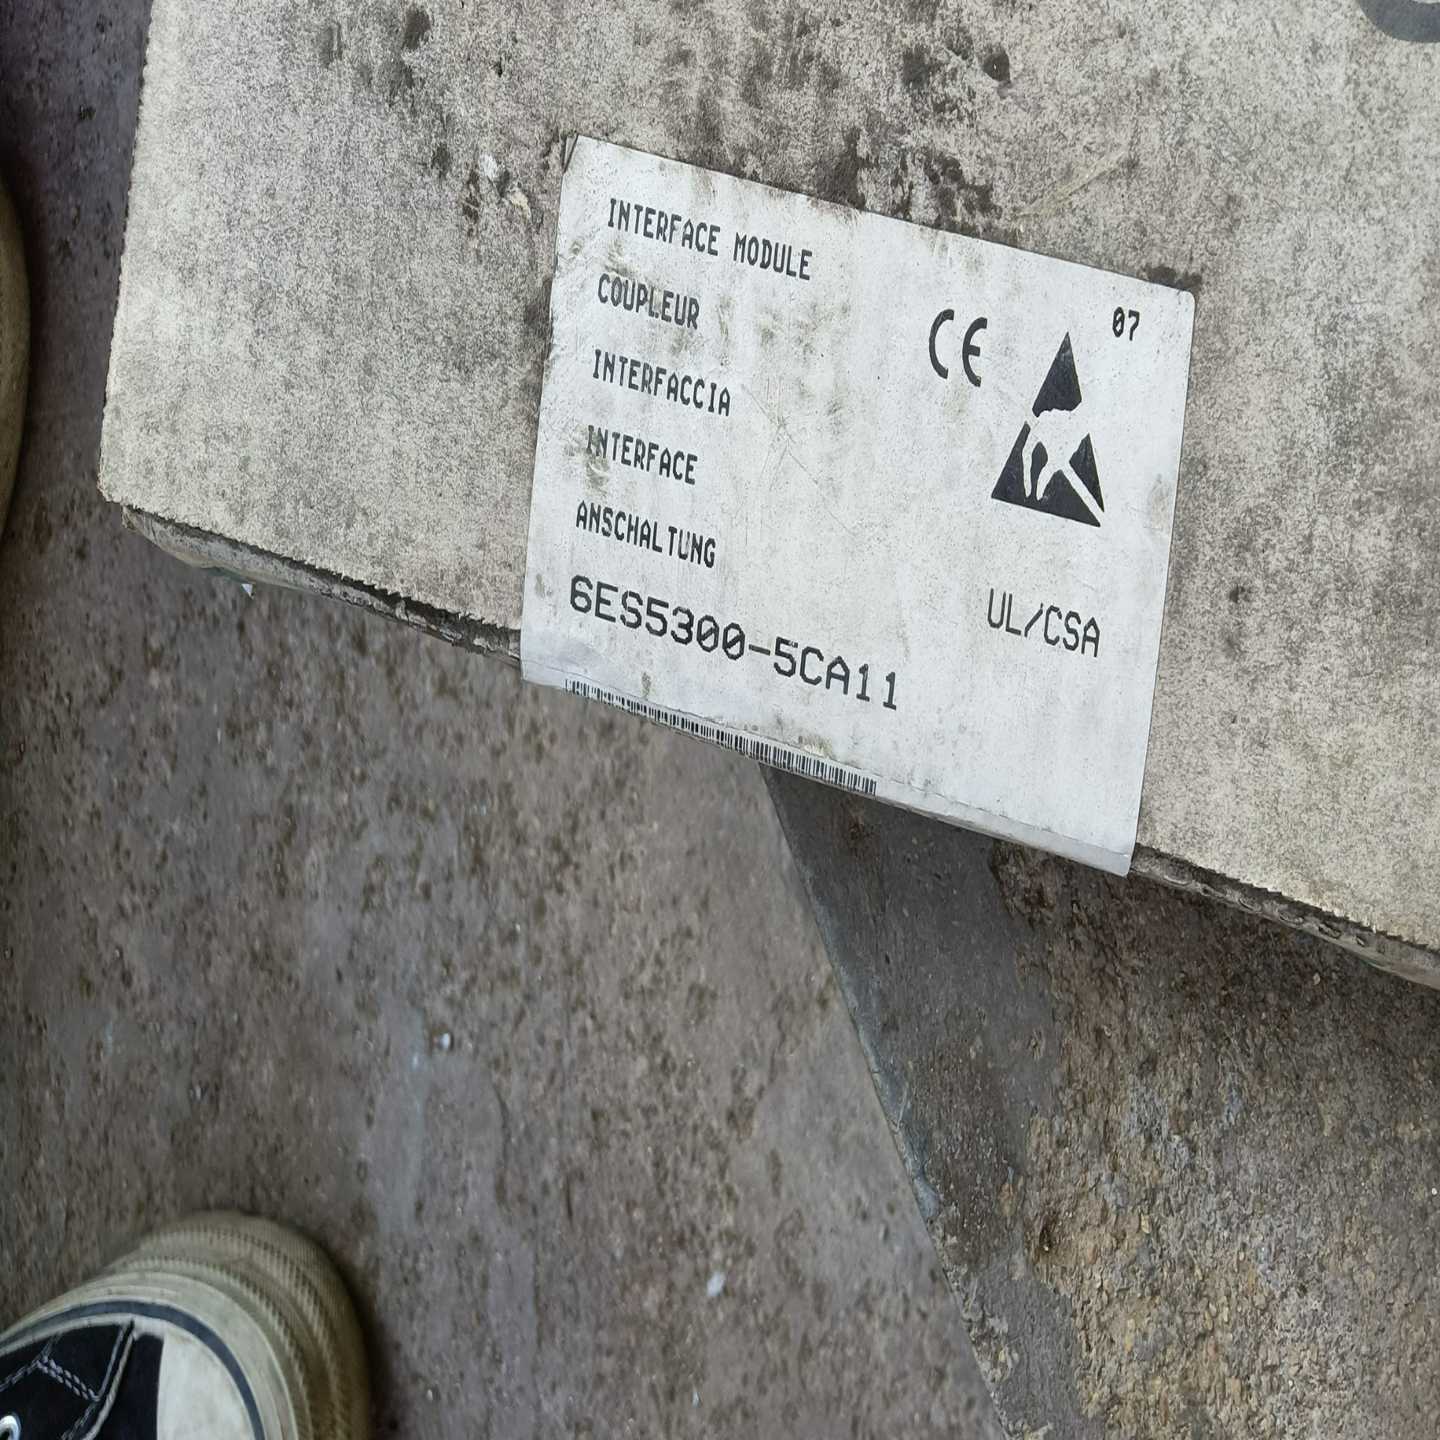 INTERFACE MODULE
COUPLEUR
INTERFACCIA
INTERFACE
ANSCHALTUNG
6ES5300-5CA11
CE
07
UL/CSA